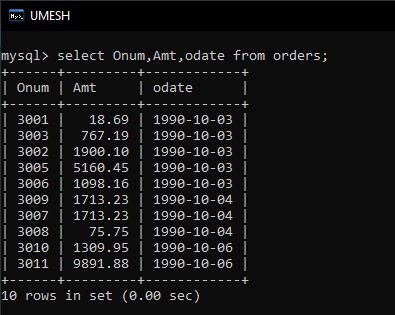 UMESH
mysql> select Onum,Amt,odate from orders;
+------+---------+------------+
| Onum | Amt     | odate      |
+------+---------+------------+
| 3001 |   18.69 | 1990-10-03 |
| 3003 |  767.19 | 1990-10-03 |
| 3002 | 1900.10 | 1990-10-03 |
| 3005 | 5160.45 | 1990-10-03 |
| 3006 | 1098.16 | 1990-10-03 |
| 3009 | 1713.23 | 1990-10-04 |
| 3007 | 1713.23 | 1990-10-04 |
| 3008 |   75.75 | 1990-10-04 |
| 3010 | 1309.95 | 1990-10-06 |
| 3011 | 9891.88 | 1990-10-06 |
+------+---------+------------+
10 rows in set (0.00 sec)